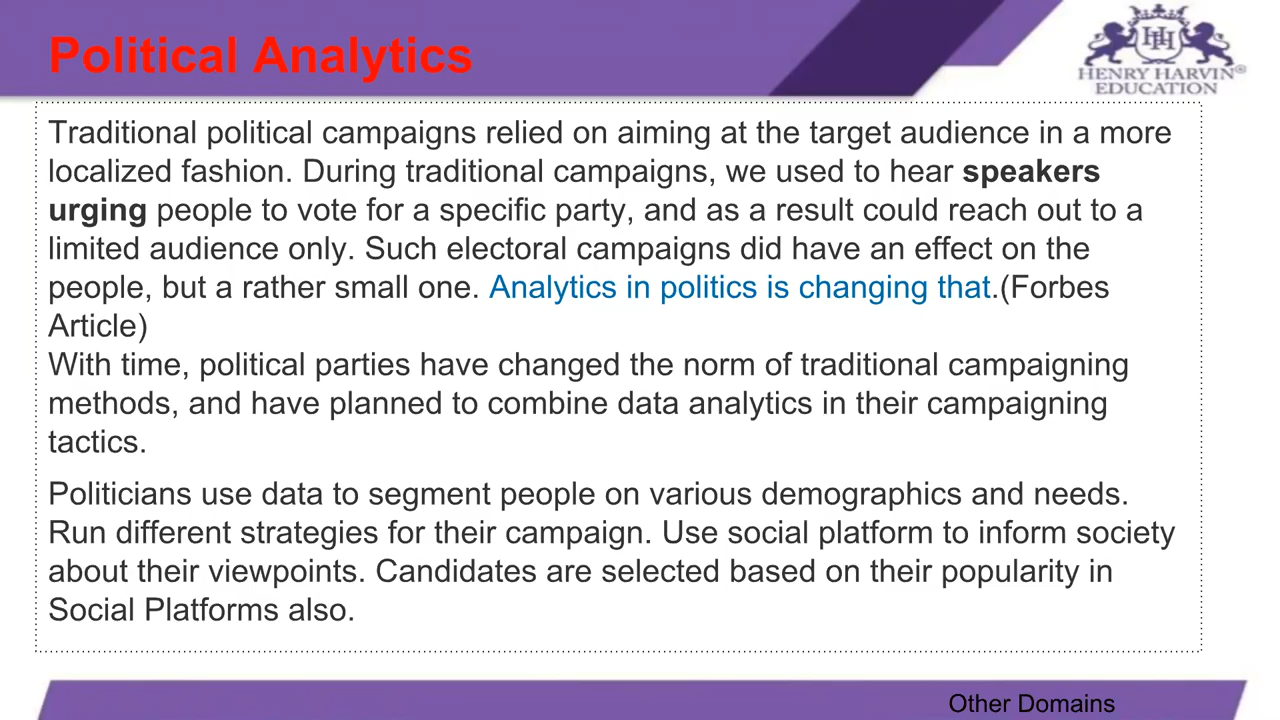 Political Analytics
HENRY HARVIN®
EDUCATION
Traditional political campaigns relied on aiming at the target audience in a more
localized fashion. During traditional campaigns, we used to hear speakers
urging people to vote for a specific party, and as a result could reach out to a
limited audience only. Such electoral campaigns did have an effect on the
people, but a rather small one. Analytics in politics is changing that.(Forbes
Article)
With time, political parties have changed the norm of traditional campaigning
methods, and have planned to combine data analytics in their campaigning
tactics.
Politicians use data to segment people on various demographics and needs.
Run different strategies for their campaign. Use social platform to inform society
about their viewpoints. Candidates are selected based on their popularity in
Social Platforms also.
Other Domains